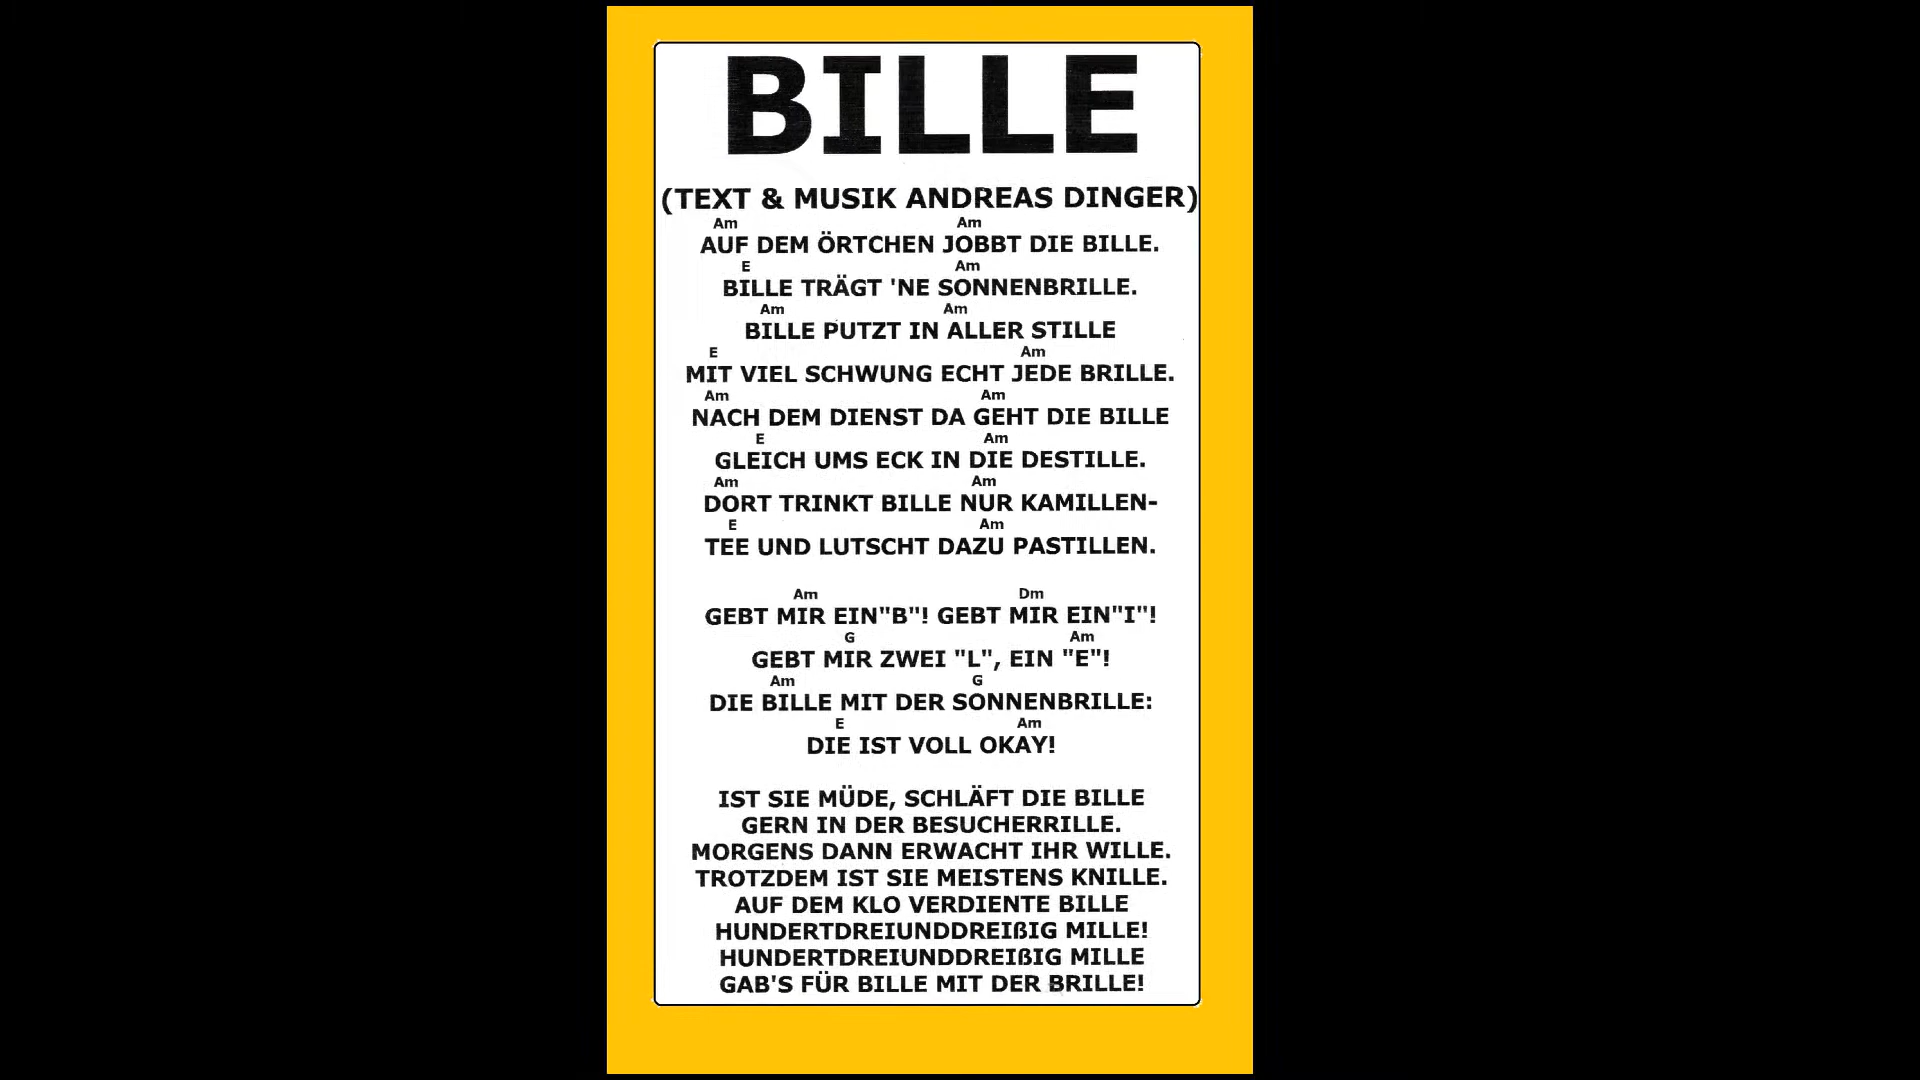 BILLE
(TEXT & MUSIK ANDREAS DINGER)
Am Am
AUF DEM ÖRTCHEN JOBBT DIE BILLE.
E Am
BILLE TRÄGT 'NE SONNENBRILLE.
Am Am
BILLE PUTZT IN ALLER STILLE
E Am
MIT VIEL SCHWUNG ECHT JEDE BRILLE.
Am Am
NACH DEM DIENST DA GEHT DIE BILLE
E Am
GLEICH UMS ECK IN DIE DESTILLE.
Am Am
DORT TRINKT BILLE NUR KAMILLEN-
E Am
TEE UND LUTSCHT DAZU PASTILLEN.
Am Dm
GEBT MIR EIN"B"! GEBT MIR EIN"I"!
G Am
GEBT MIR ZWEI "L", EIN "E"!
Am G
DIE BILLE MIT DER SONNENBRILLE:
E Am
DIE IST VOLL OKAY!
IST SIE MÜDE, SCHLÄFT DIE BILLE
GERN IN DER BESUCHERRILLE.
MORGENS DANN ERWACHT IHR WILLE.
TROTZDEM IST SIE MEISTENS KNILLE.
AUF DEM KLO VERDIENTE BILLE
HUNDERTDREIUNDDREIßIG MILLE!
HUNDERTDREIUNDDREIßIG MILLE
GAB'S FÜR BILLE MIT DER BRILLE!